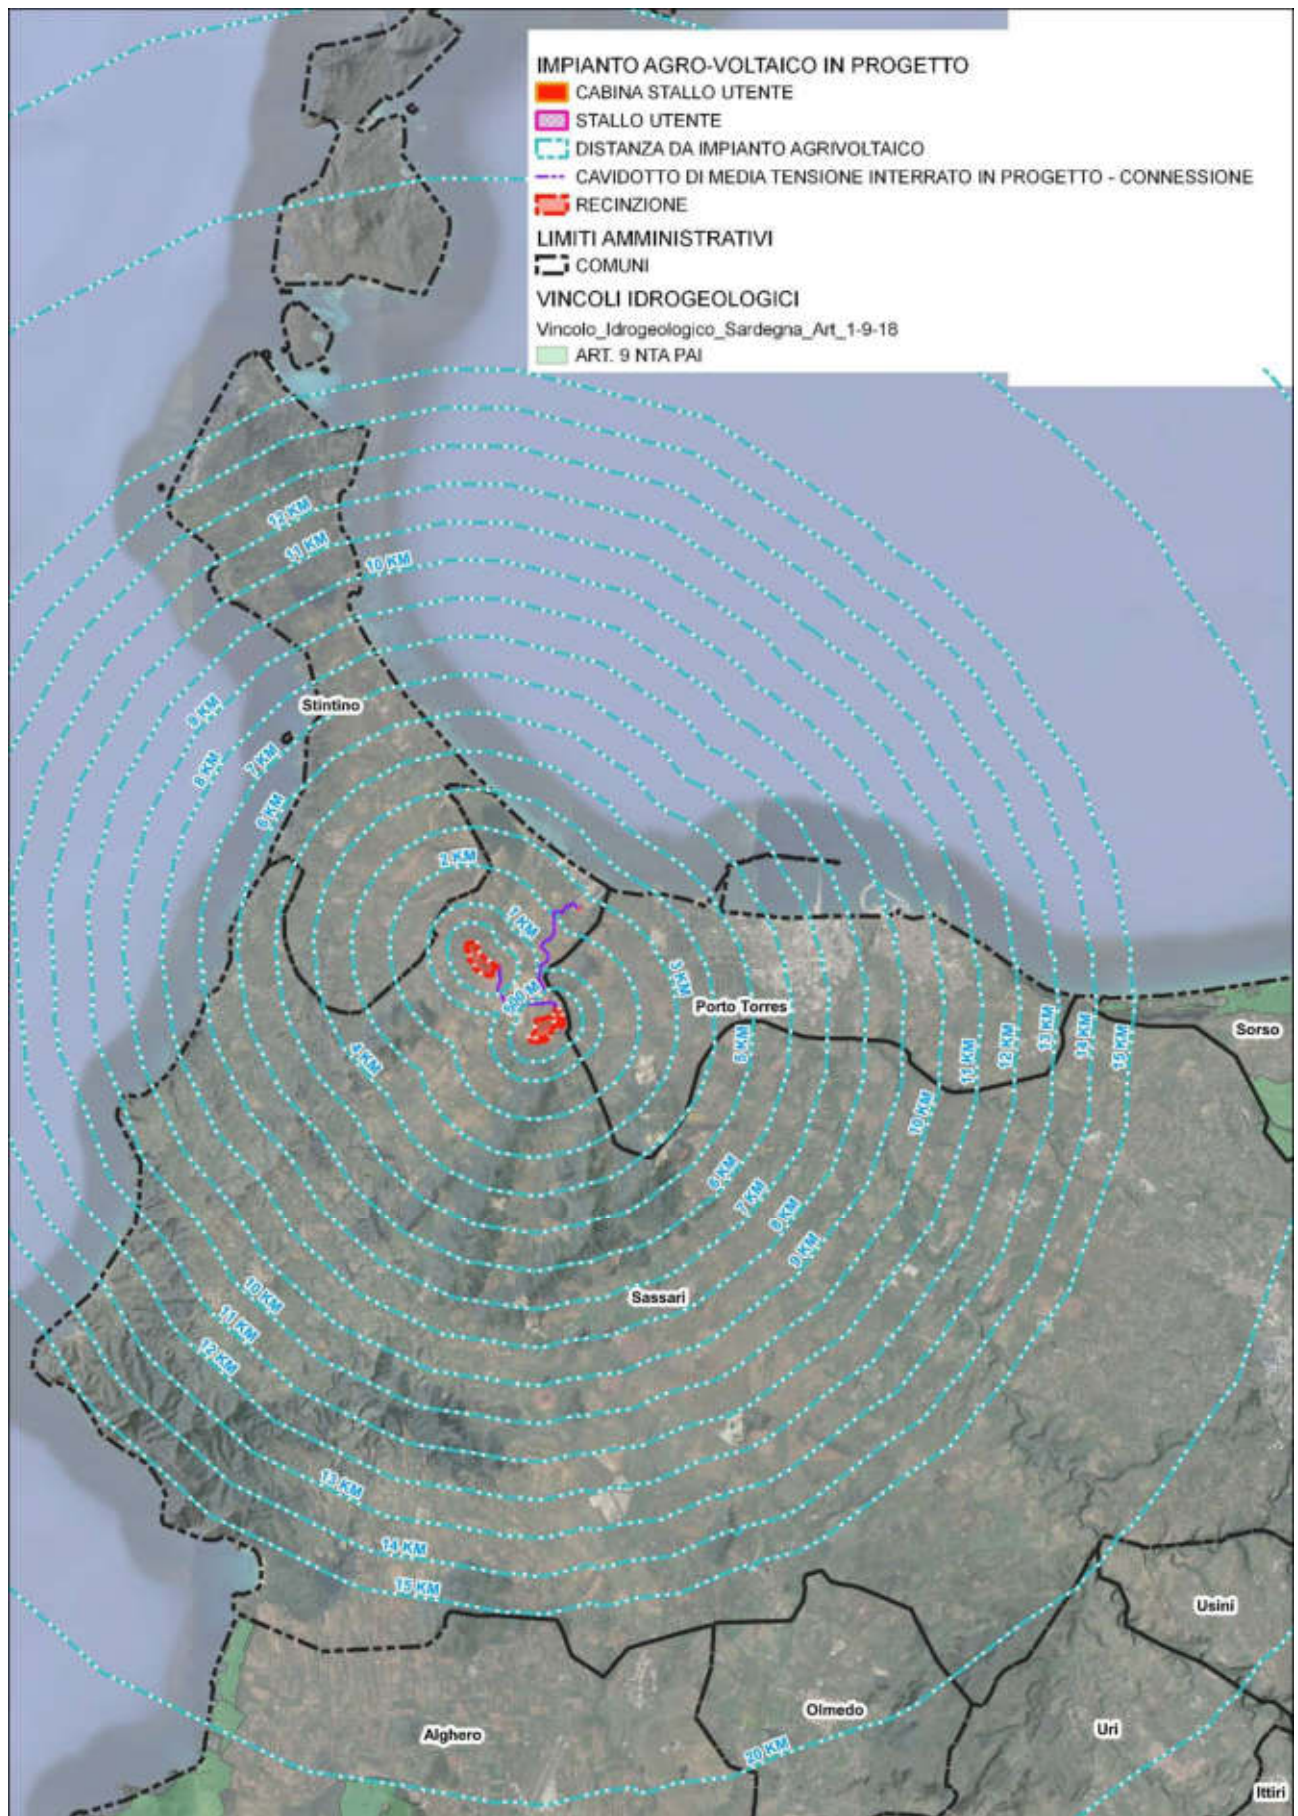 IMPIANTO AGRO-VOLTAICO IN PROGETTO
CABINA STALLO UTENTE
STALLO UTENTE
DISTANZA DA IMPIANTO AGRIVOLTAICO
CAVIDOTTO DI MEDIA TENSIONE INTERRATO IN PROGETTO - CONNESSIONE
RECINZIONE
LIMITI AMMINISTRATIVI
COMUNI
VINCOLI IDROGEOLOGICI
Vincolo_Idrogeologico_Sardegna_Art_1-9-18
ART. 9 NTA PAI
12 KM
11 KM
10 KM
Stintino
9 KM
8 KM
7 KM
6 KM
2 KM
1 KM
500 M
3 KM
Porto Torres
Sorso
4 KM
5 KM
11 KM
12 KM
13 KM
14 KM
15 KM
10 KM
6 KM
7 KM
8 KM
9 KM
Sassari
10 KM
11 KM
12 KM
13 KM
14 KM
15 KM
Usini
Olmedo
Alghero
Uri
20 KM
Ittiri